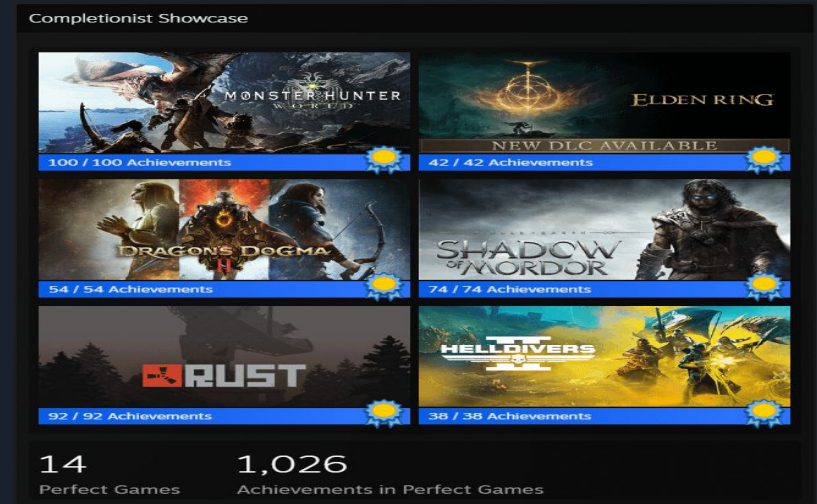 Completionist Showcase
MONSTER HUNTER
WORLD
ELDEN RING
NEW DLC AVAILABLE
100 / 100 Achievements
42 / 42 Achievements
DRAGON'S DOGMA
II
SHADOW
OF MORDOR
54 / 54 Achievements
74 / 74 Achievements
RUST
HELLDIVERS
II
92 / 92 Achievements
38 / 38 Achievements
14
1,026
Perfect Games
Achievements in Perfect Games